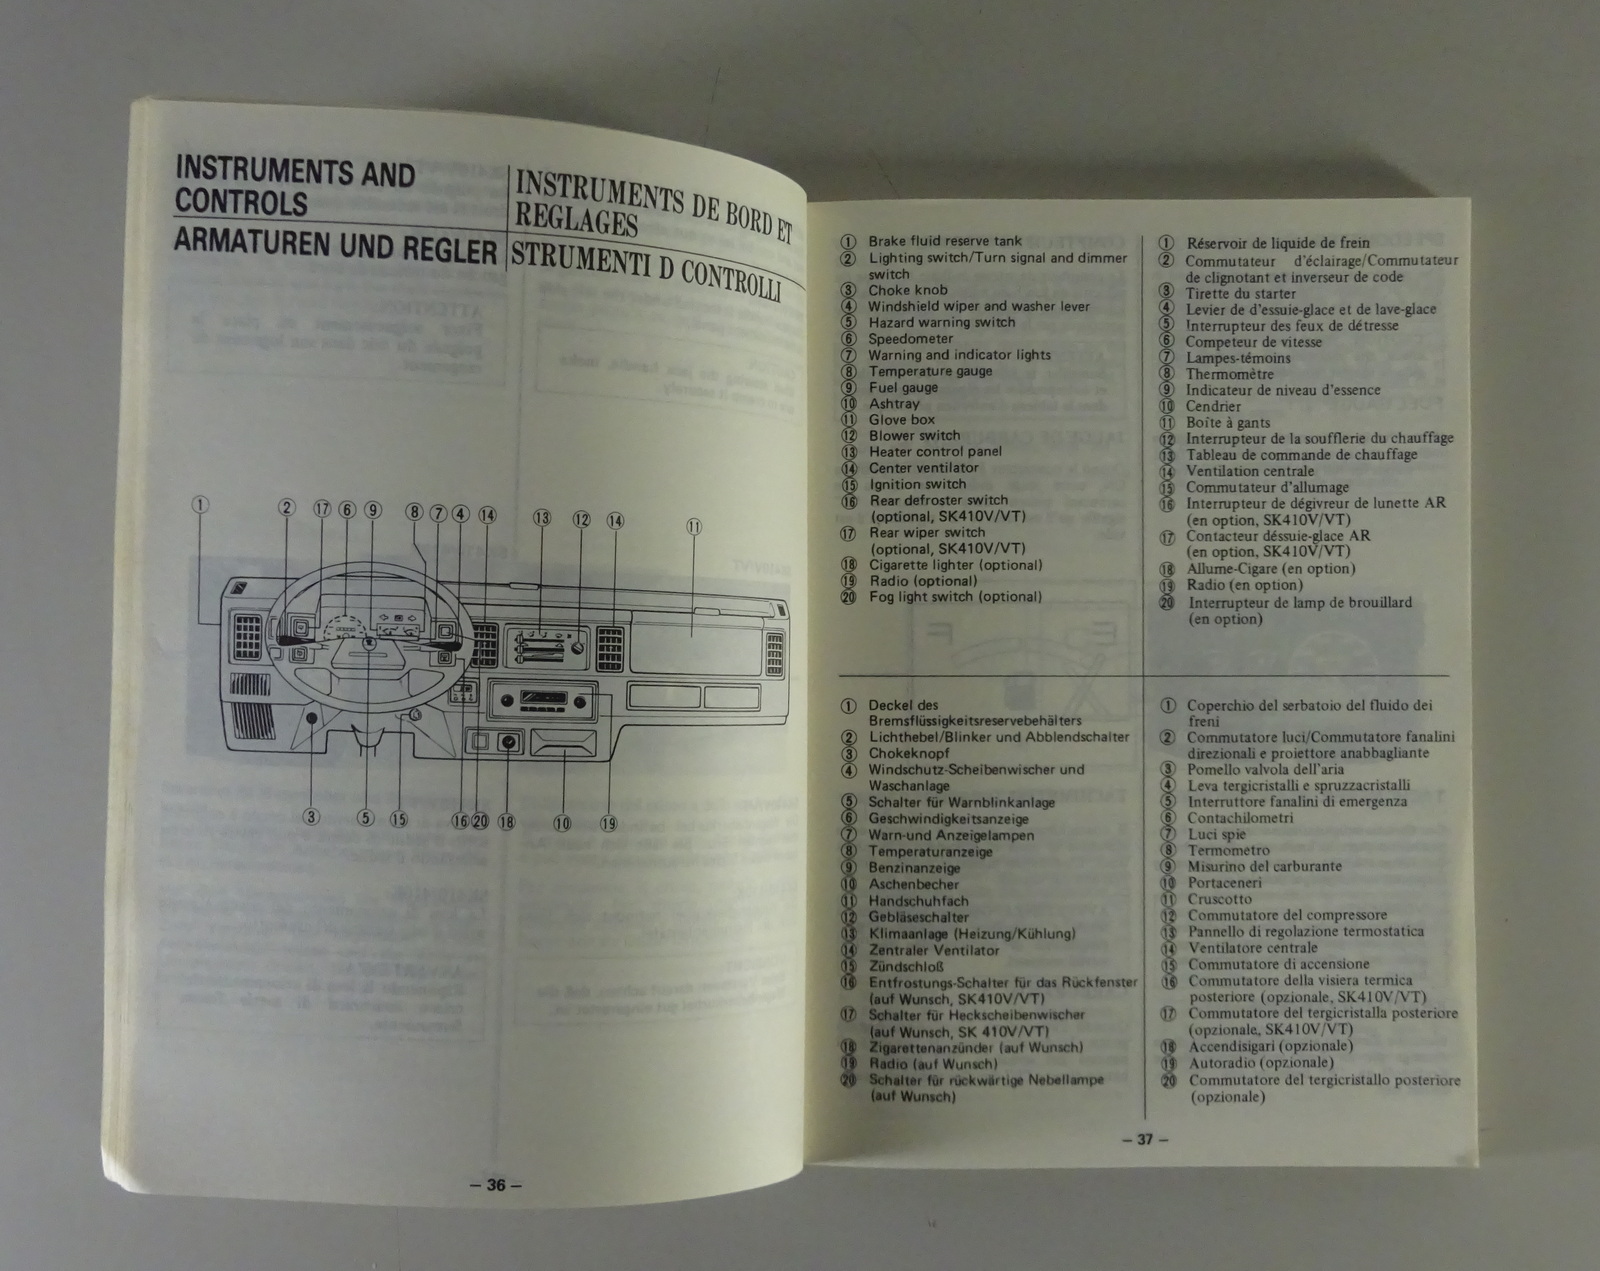 INSTRUMENTS AND
CONTROLS
INSTRUMENTS DE BORD ET
REGLAGES
ARMATUREN UND REGLER
STRUMENTI D CONTROLLI
① ② ⑰ ⑥ ⑨ ⑧ ⑦ ④ ⑭ ⑬ ⑫ ⑭ ⑪
③ ⑤ ⑮ ⑯ ⑳ ⑱ ⑩ ⑲
– 36 –
① Brake fluid reserve tank
② Lighting switch/Turn signal and dimmer
switch
③ Choke knob
④ Windshield wiper and washer lever
⑤ Hazard warning switch
⑥ Speedometer
⑦ Warning and indicator lights
⑧ Temperature gauge
⑨ Fuel gauge
⑩ Ashtray
⑪ Glove box
⑫ Blower switch
⑬ Heater control panel
⑭ Center ventilator
⑮ Ignition switch
⑯ Rear defroster switch
(optional, SK410V/VT)
⑰ Rear wiper switch
(optional, SK410V/VT)
⑱ Cigarette lighter (optional)
⑲ Radio (optional)
⑳ Fog light switch (optional)
① Réservoir de liquide de frein
② Commutateur d'éclairage/Commutateur
de clignotant et inverseur de code
③ Tirette du starter
④ Levier de d'essuie-glace et de lave-glace
⑤ Interrupteur des feux de détresse
⑥ Competeur de vitesse
⑦ Lampes-témoins
⑧ Thermomètre
⑨ Indicateur de niveau d'essence
⑩ Cendrier
⑪ Boîte à gants
⑫ Interrupteur de la soufflerie du chauffage
⑬ Tableau de commande de chauffage
⑭ Ventilation centrale
⑮ Commutateur d'allumage
⑯ Interrupteur de dégivreur de lunette AR
(en option, SK410V/VT)
⑰ Contacteur déssuie-glace AR
(en option, SK410V/VT)
⑱ Allume-Cigare (en option)
⑲ Radio (en option)
⑳ Interrupteur de lamp de brouillard
(en option)
① Deckel des
Bremsflüssigkeitsreservebehälters
② Lichthebel/Blinker und Abblendschalter
③ Chokeknopf
④ Windschutz-Scheibenwischer und
Waschanlage
⑤ Schalter für Warnblinkanlage
⑥ Geschwindigkeitsanzeige
⑦ Warn-und Anzeigelampen
⑧ Temperaturanzeige
⑨ Benzinanzeige
⑩ Aschenbecher
⑪ Handschuhfach
⑫ Gebläseschalter
⑬ Klimaanlage (Heizung/Kühlung)
⑭ Zentraler Ventilator
⑮ Zündschloß
⑯ Entfrostungs-Schalter für das Rückfenster
(auf Wunsch, SK410V/VT)
⑰ Schalter für Heckscheibenwischer
(auf Wunsch, SK 410V/VT)
⑱ Zigarettenanzünder (auf Wunsch)
⑲ Radio (auf Wunsch)
⑳ Schalter für rückwärtige Nebellampe
(auf Wunsch)
① Coperchio del serbatoio del fluido dei
freni
② Commutatore luci/Commutatore fanalini
direzionali e proiettore anabbagliante
③ Pomello valvola dell'aria
④ Leva tergicristalli e spruzzacristalli
⑤ Interruttore fanalini di emergenza
⑥ Contachilometri
⑦ Luci spie
⑧ Termometro
⑨ Misurino del carburante
⑩ Portaceneri
⑪ Cruscotto
⑫ Commutatore del compressore
⑬ Pannello di regolazione termostatica
⑭ Ventilatore centrale
⑮ Commutatore di accensione
⑯ Commutatore della visiera termica
posteriore (opzionale, SK410V/VT)
⑰ Commutatore del tergicristalla posteriore
(opzionale, SK410V/VT)
⑱ Accendisigari (opzionale)
⑲ Autoradio (opzionale)
⑳ Commutatore del tergicristallo posteriore
(opzionale)
– 37 –